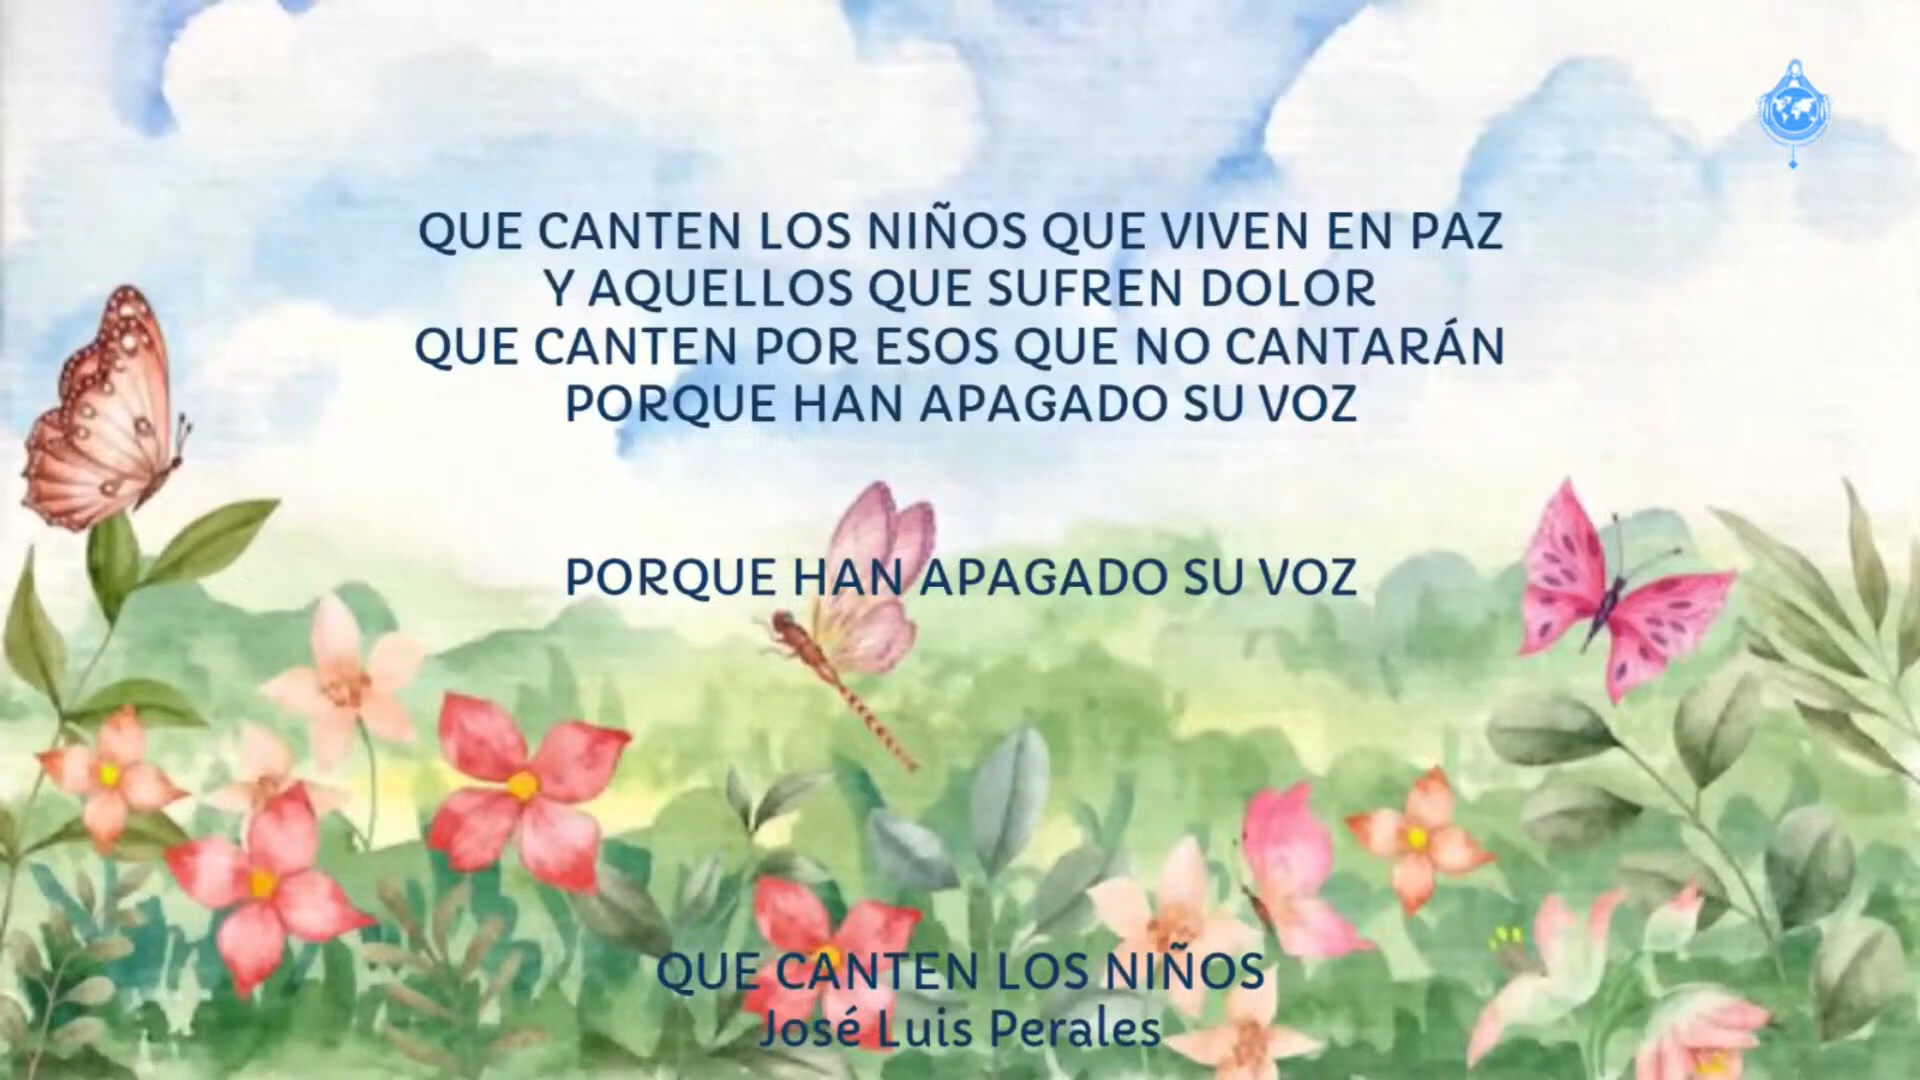 QUE CANTEN LOS NIÑOS QUE VIVEN EN PAZ
Y AQUELLOS QUE SUFREN DOLOR
QUE CANTEN POR ESOS QUE NO CANTARÁN
PORQUE HAN APAGADO SU VOZ
PORQUE HAN APAGADO SU VOZ
QUE CANTEN LOS NIÑOS
José Luis Perales